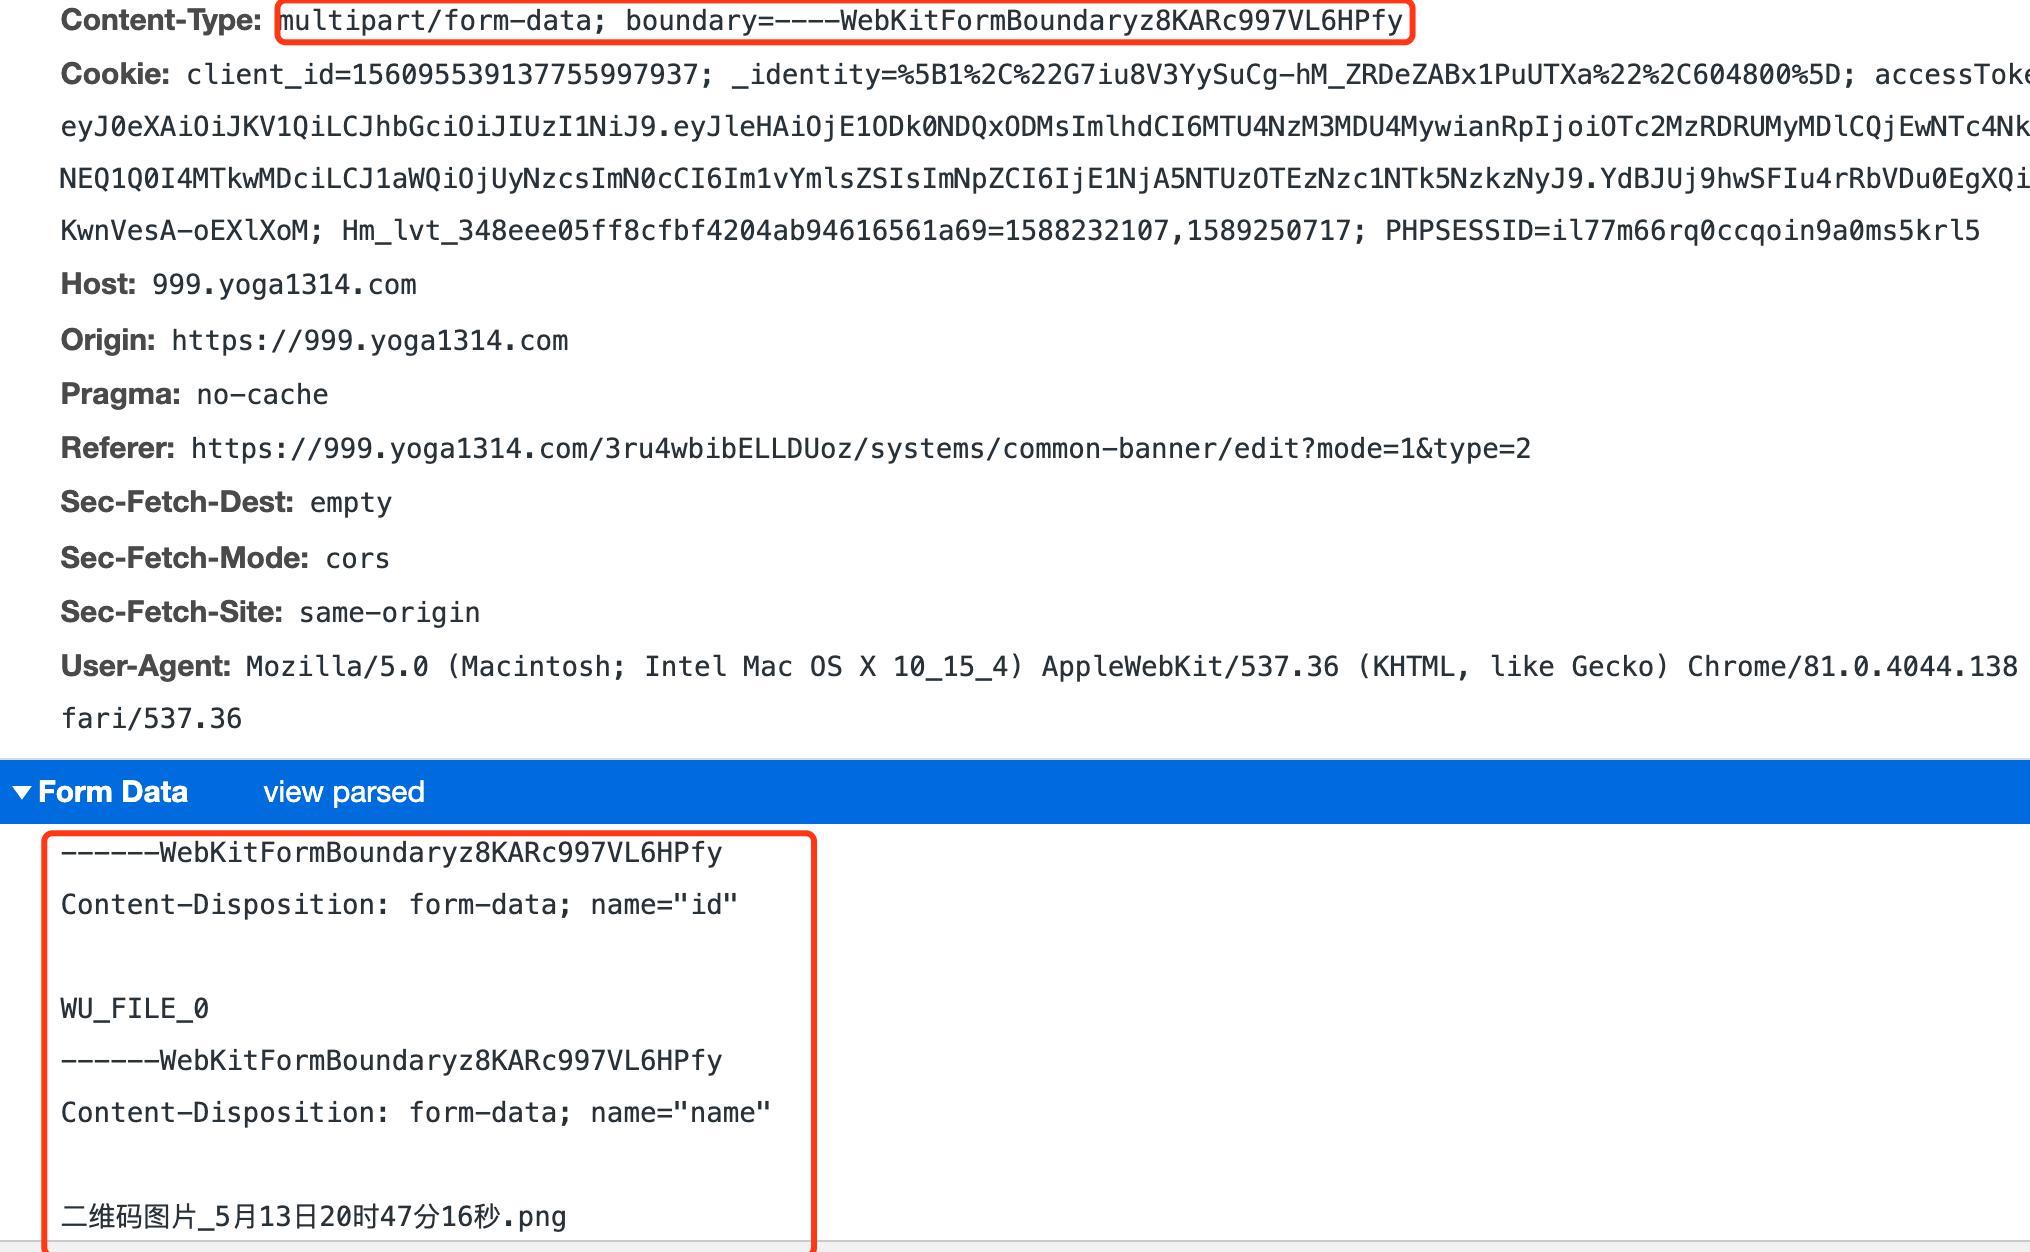 Content-Type: multipart/form-data; boundary=----WebKitFormBoundaryz8KARc997VL6HPfy
Cookie: client_id=156095539137755997937; _identity=%5B1%2C%22G7iu8V3YySuCg-hM_ZRDeZABx1PuUTXa%22%2C604800%5D; accessToke
eyJ0eXAiOiJKV1QiLCJhbGciOiJIUzI1NiJ9.eyJleHAiOjE1ODk0NDQxODMsImlhdCI6MTU4NzM3MDU4MywianRpIjoiOTc2MzRDRUMyMDlCQjEwNTc4Nk
NEQ1Q0I4MTkwMDciLCJ1aWQiOjUyNzcsImN0cCI6Im1vYmlsZSIsImNpZCI6IjE1NjA5NTUzOTEzNzc1NTk5NzkzNyJ9.YdBJUj9hwSFIu4rRbVDu0EgXQi
KwnVesA-oEXlXoM; Hm_lvt_348eee05ff8cfbf4204ab94616561a69=1588232107,1589250717; PHPSESSID=il77m66rq0ccqoin9a0ms5krl5
Host: 999.yoga1314.com
Origin: https://999.yoga1314.com
Pragma: no-cache
Referer: https://999.yoga1314.com/3ru4wbibELLDUoz/systems/common-banner/edit?mode=1&type=2
Sec-Fetch-Dest: empty
Sec-Fetch-Mode: cors
Sec-Fetch-Site: same-origin
User-Agent: Mozilla/5.0 (Macintosh; Intel Mac OS X 10_15_4) AppleWebKit/537.36 (KHTML, like Gecko) Chrome/81.0.4044.138
fari/537.36
Form Data view parsed
------WebKitFormBoundaryz8KARc997VL6HPfy
Content-Disposition: form-data; name="id"
WU_FILE_0
------WebKitFormBoundaryz8KARc997VL6HPfy
Content-Disposition: form-data; name="name"
二维码图片_5月13日20时47分16秒.png